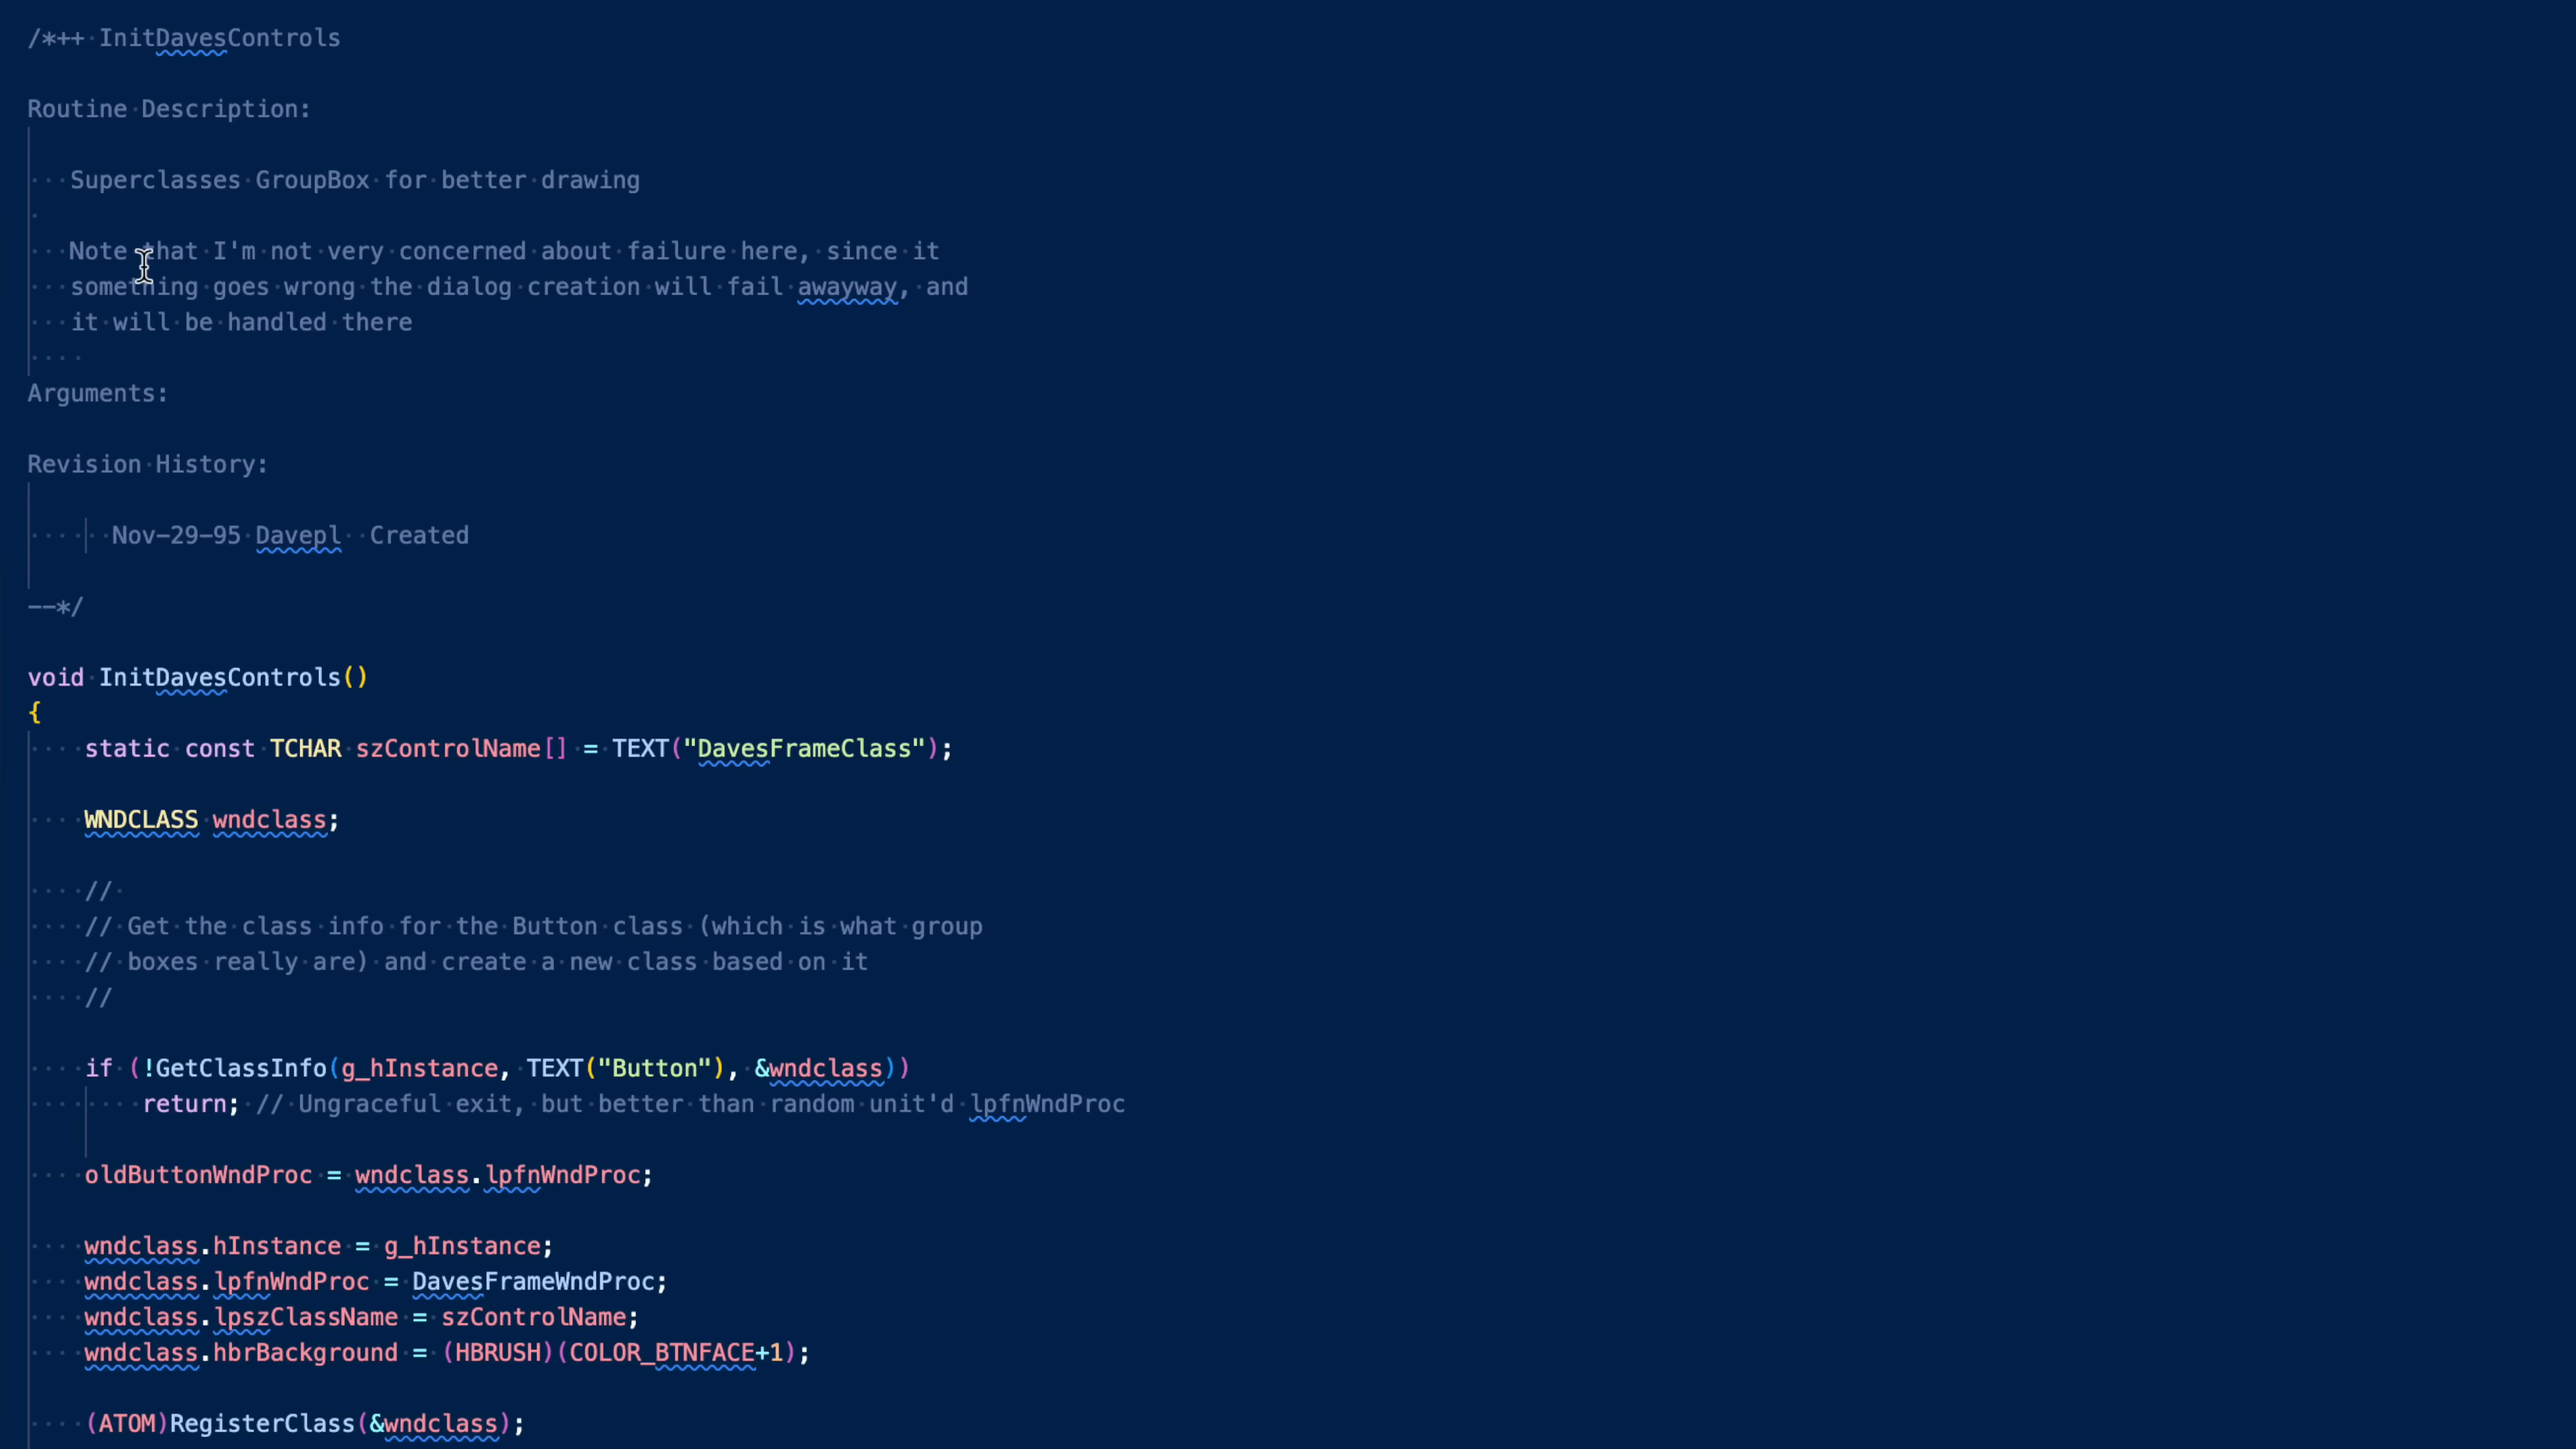 /*++ InitDavesControls
Routine Description:
Superclasses GroupBox for better drawing
Note that I'm not very concerned about failure here, since it
something goes wrong the dialog creation will fail awayway, and
it will be handled there
Arguments:
Revision History:
Nov-29-95 Davepl  Created
--*/
void InitDavesControls()
{
static const TCHAR szControlName[] = TEXT("DavesFrameClass");
WNDCLASS wndclass;
//
// Get the class info for the Button class (which is what group
// boxes really are) and create a new class based on it
//
if (!GetClassInfo(g_hInstance, TEXT("Button"), &wndclass))
return; // Ungraceful exit, but better than random unit'd lpfnWndProc
oldButtonWndProc = wndclass.lpfnWndProc;
wndclass.hInstance = g_hInstance;
wndclass.lpfnWndProc = DavesFrameWndProc;
wndclass.lpszClassName = szControlName;
wndclass.hbrBackground = (HBRUSH)(COLOR_BTNFACE+1);
(ATOM)RegisterClass(&wndclass);